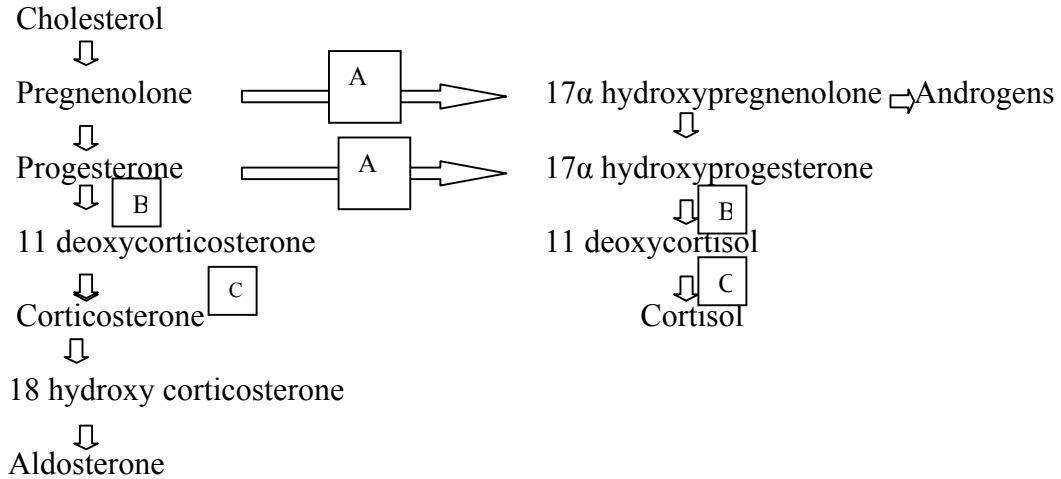 Cholesterol
Pregnenolone A 17α hydroxypregnenolone Androgens
Progesterone A 17α hydroxyprogesterone
B B
11 deoxycorticosterone 11 deoxycortisol
C C
Corticosterone Cortisol
18 hydroxy corticosterone
Aldosterone